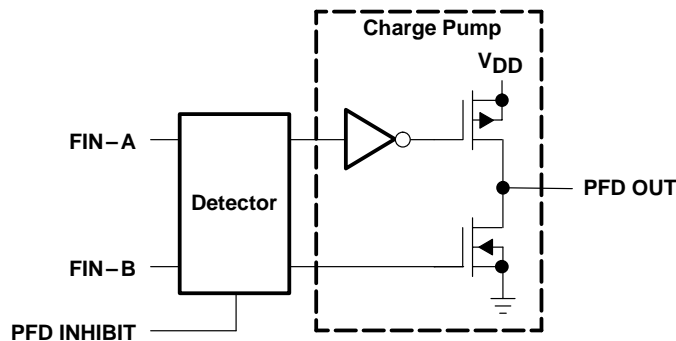 Charge Pump
VDD
FIN–A
Detector
PFD OUT
FIN–B
PFD INHIBIT